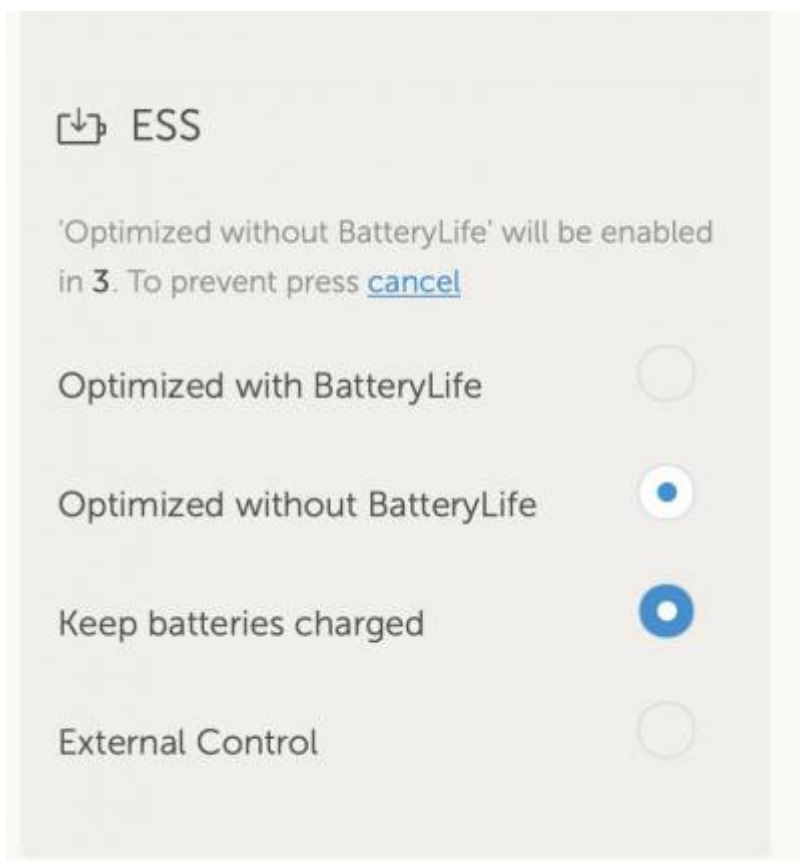 ESS
'Optimized without BatteryLife' will be enabled
in 3. To prevent press cancel
Optimized with BatteryLife
Optimized without BatteryLife
Keep batteries charged
External Control